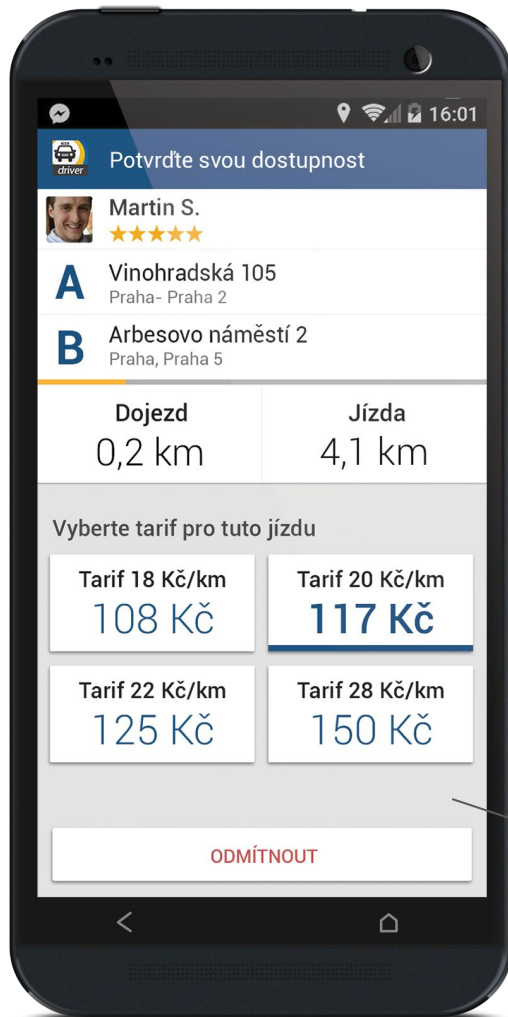 16:01
driver
Potvrďte svou dostupnost
Martin S.
A
Vinohradská 105
Praha- Praha 2
B
Arbesovo náměstí 2
Praha, Praha 5
Dojezd
0,2 km
Jízda
4,1 km
Vyberte tarif pro tuto jízdu
Tarif 18 Kč/km
108 Kč
Tarif 20 Kč/km
117 Kč
Tarif 22 Kč/km
125 Kč
Tarif 28 Kč/km
150 Kč
ODMÍTNOUT